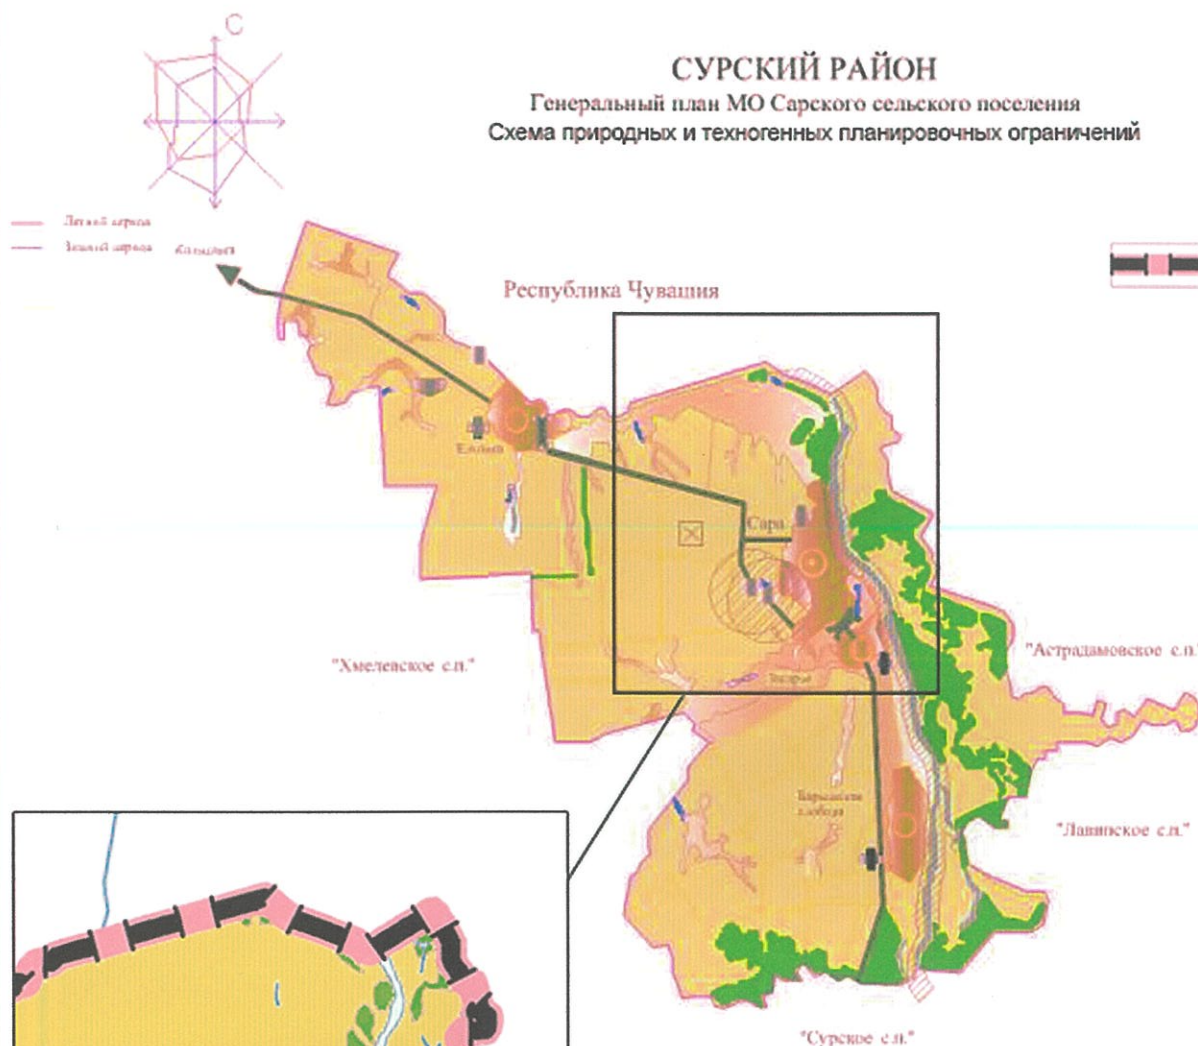 С
СУРСКИЙ РАЙОН
Генеральный план МО Сарского сельского поселения
Схема природных и техногенных планировочных ограничений
Республика Чувашия
Сара
"Хмелевское с.п."
"Астрадамовское с.п."
"Лавинское с.п."
"Сурское с.п."